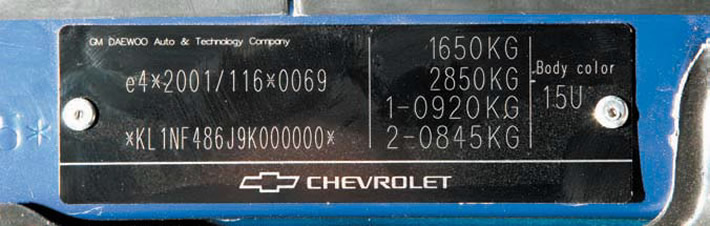 GM DAEWOO Auto & Technology Company
e4*2001/116*0069
*KL1NF486J9K000000*
1650KG
2850KG
1-0920KG
2-0845KG
Body color
15U
CHEVROLET